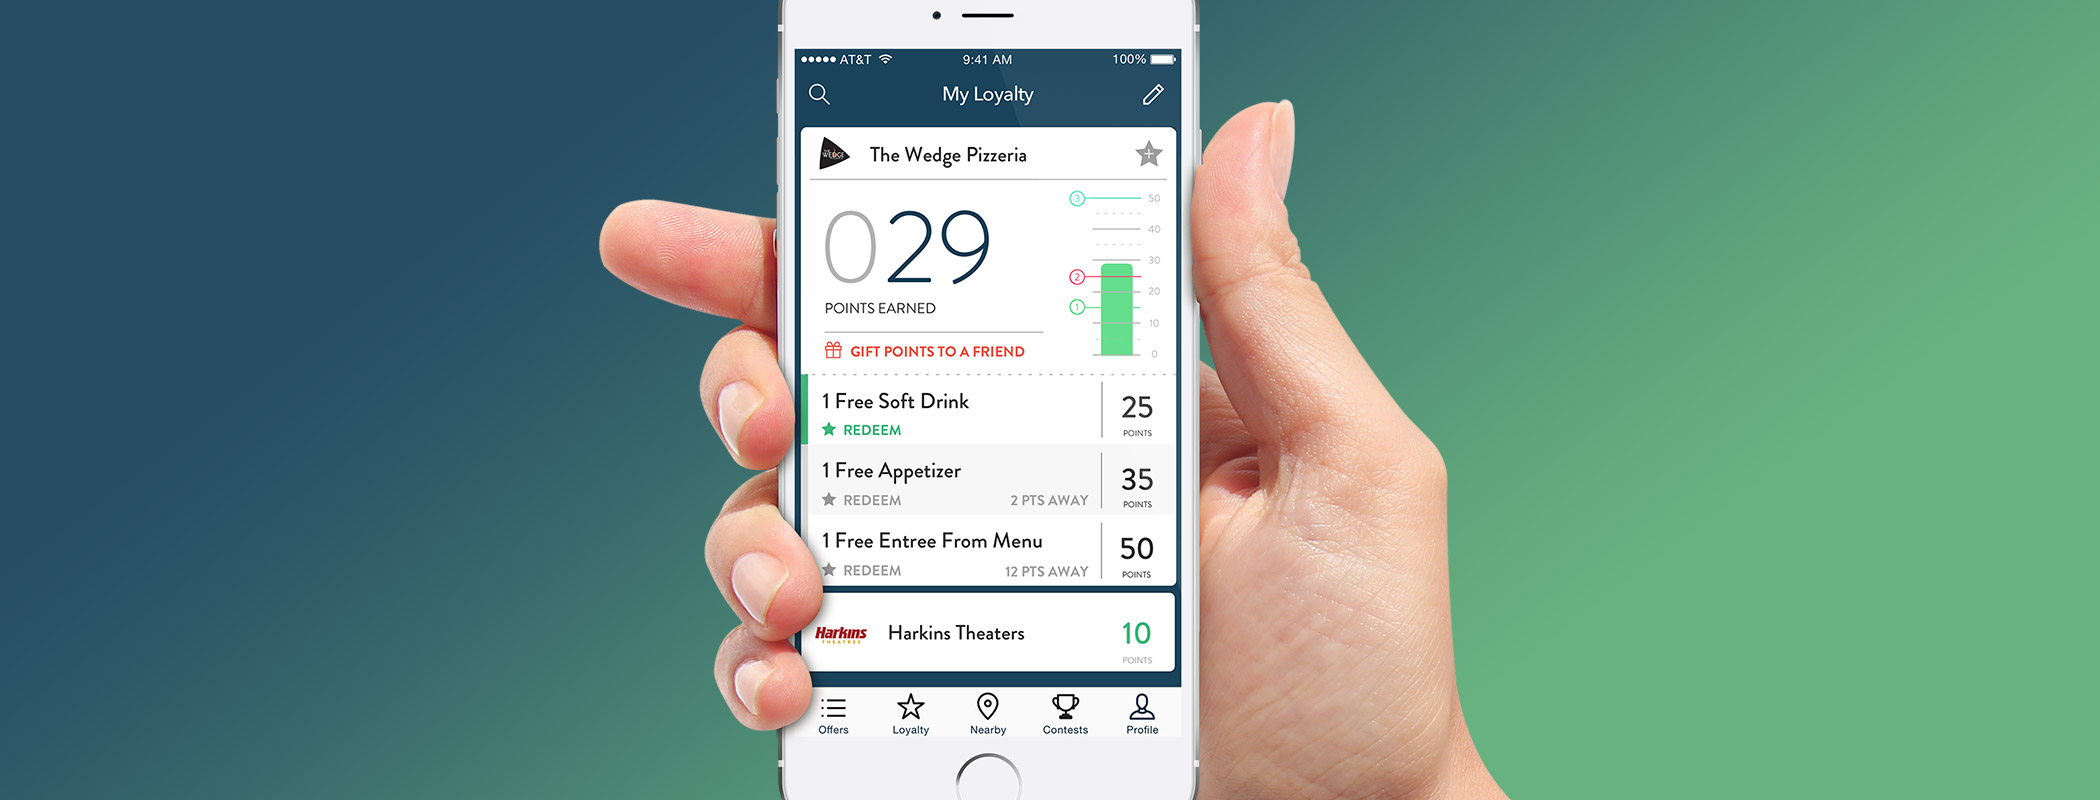 AT&T 9:41 AM 100%
My Loyalty
THE WEDGE
The Wedge Pizzeria
029
POINTS EARNED
GIFT POINTS TO A FRIEND
3 50
40
30
2
20
1
10
0
1 Free Soft Drink 25
REDEEM POINTS
1 Free Appetizer 35
REDEEM 2 PTS AWAY POINTS
1 Free Entree From Menu 50
REDEEM 12 PTS AWAY POINTS
Harkins
THEATRES
Harkins Theaters 10
POINTS
Offers Loyalty Nearby Contests Profile